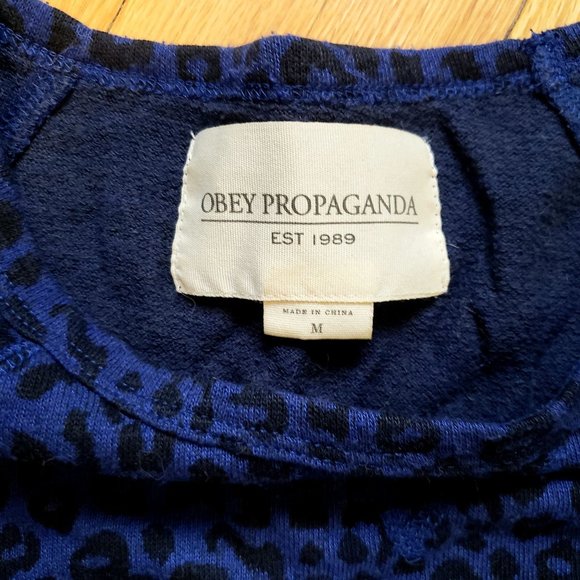 OBEY PROPAGANDA
EST 1989
MADE IN CHINA
M